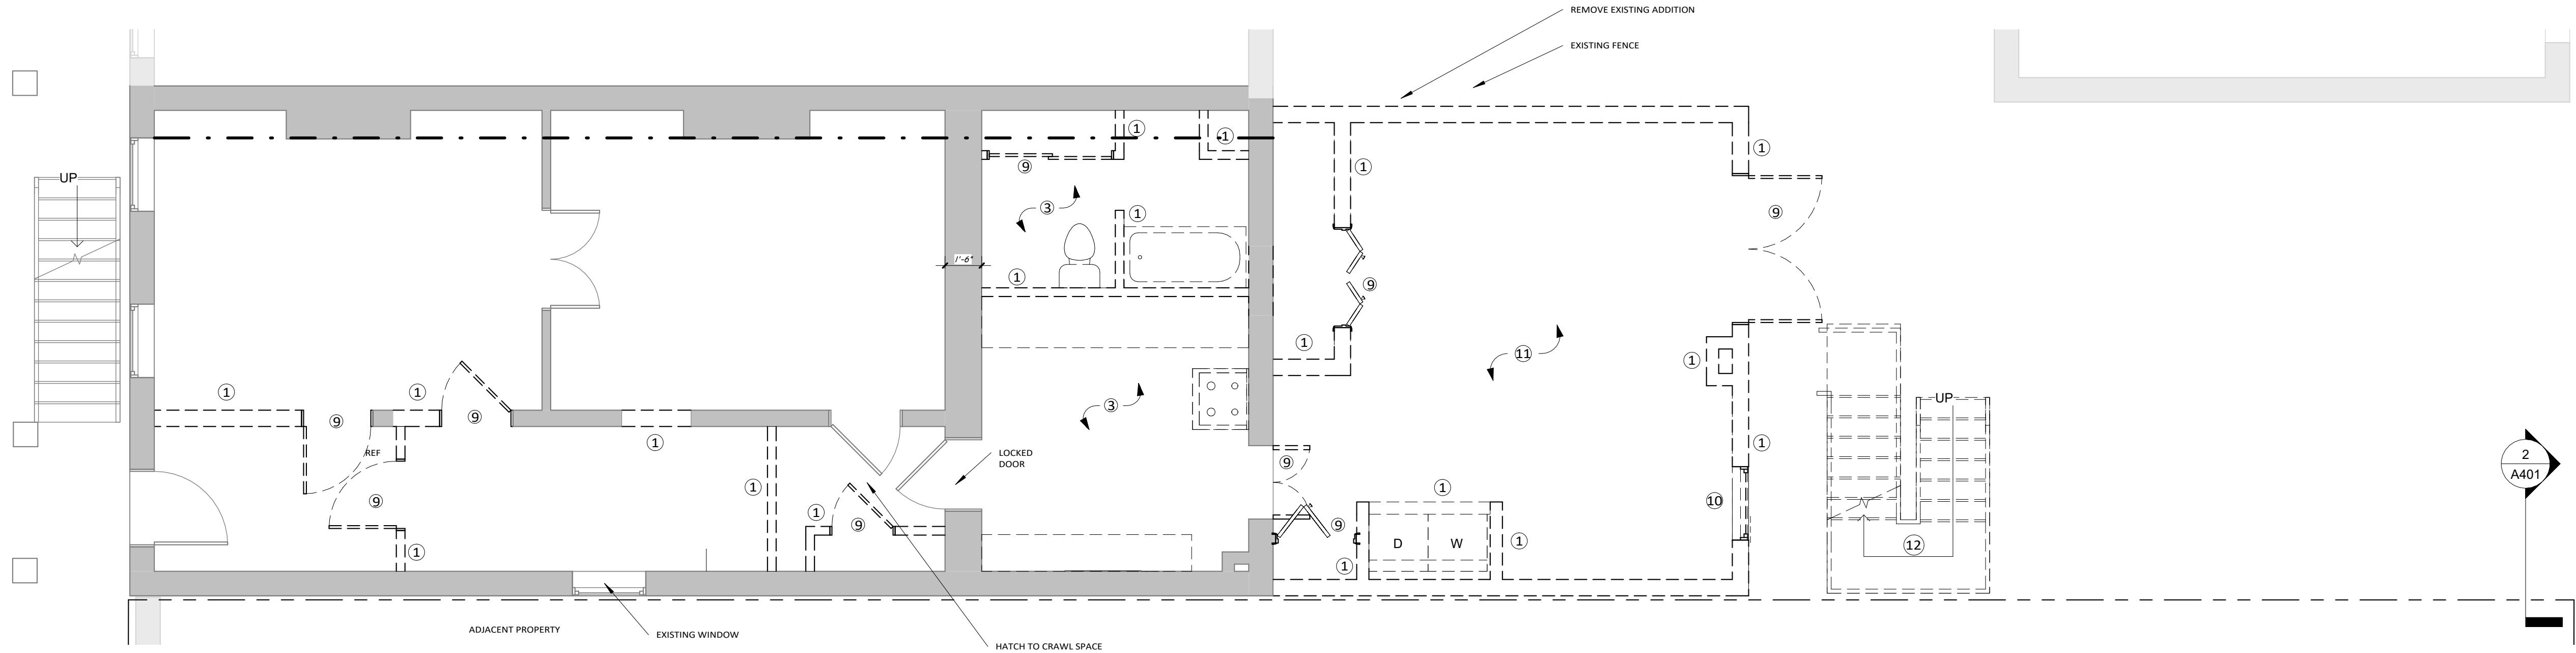 REMOVE EXISTING ADDITION
EXISTING FENCE
1
1
1
1
9
UP
3
1
9
1'-6"
1
9
1
11
1
1
1
9
9
3
UP
1
1
REF
LOCKED
DOOR
9
1
2
A401
9
1
1
9
1
9
10
D
W
1
12
1
1
ADJACENT PROPERTY
EXISTING WINDOW
HATCH TO CRAWL SPACE